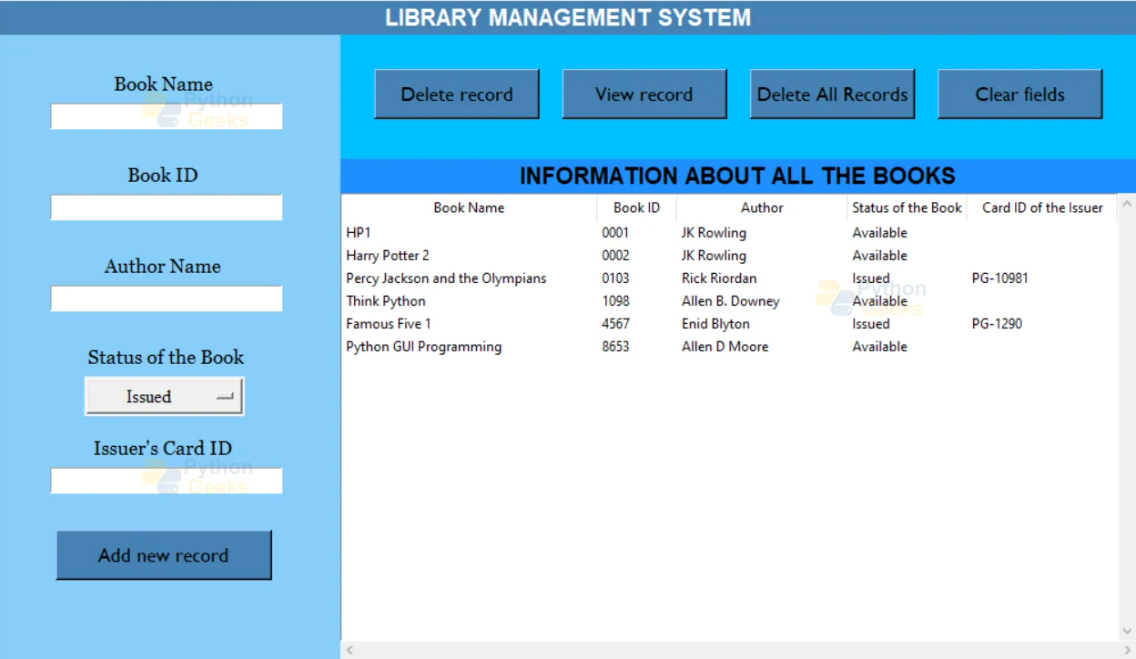 LIBRARY MANAGEMENT SYSTEM
Book Name
Python
Geeks
Book ID
Author Name
Status of the Book
Issued
Issuer's Card ID
Python
Geeks
Add new record
Delete record View record Delete All Records Clear fields
INFORMATION ABOUT ALL THE BOOKS
Book Name Book ID Author Status of the Book Card ID of the Issuer
HP1 0001 JK Rowling Available
Harry Potter 2 0002 JK Rowling Available
Percy Jackson and the Olympians 0103 Rick Riordan Issued PG-10981
Python
Think Python 1098 Allen B. Downey Available
Geeks
Famous Five 1 4567 Enid Blyton Issued PG-1290
Python GUI Programming 8653 Allen D Moore Available